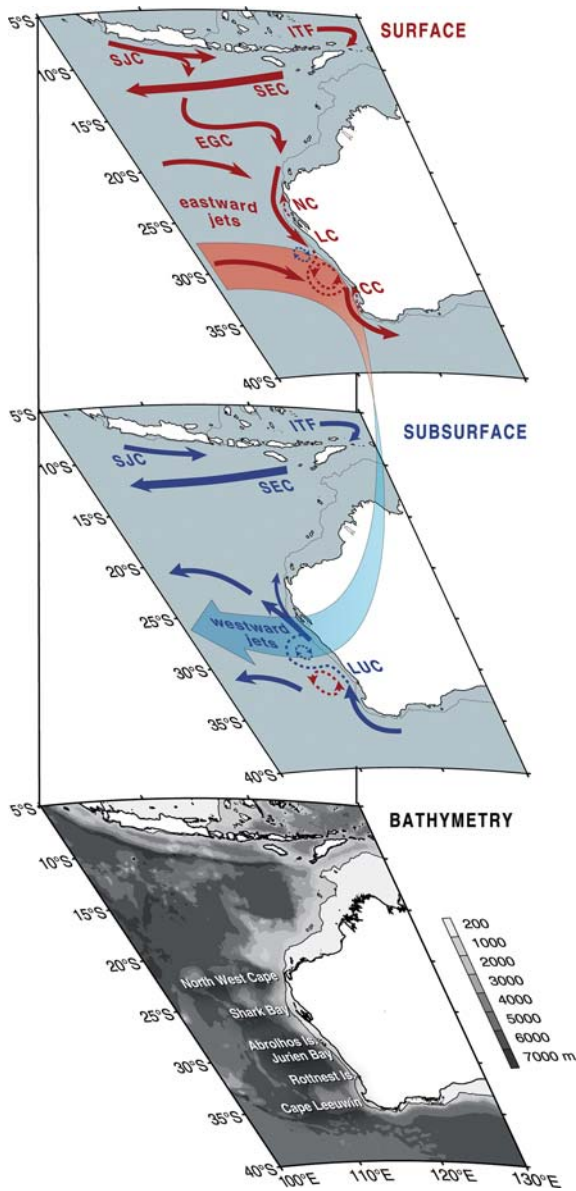 5°S
ITF
SURFACE
SJC
10°S
SEC
15°S
EGC
20°S
eastward
jets
NC
25°S
LC
30°S
CC
35°S
40°S
5°S
ITF
SUBSURFACE
SJC
10°S
SEC
15°S
20°S
25°S
westward
jets
LUC
30°S
35°S
40°S
5°S
BATHYMETRY
10°S
15°S
200
1000
2000
3000
4000
5000
6000
7000 m
20°S
North West Cape
25°S
Shark Bay
Abrolhos Is.
Jurien Bay
30°S
Rottnest Is.
Cape Leeuwin
35°S
40°S
100°E
110°E
120°E
130°E